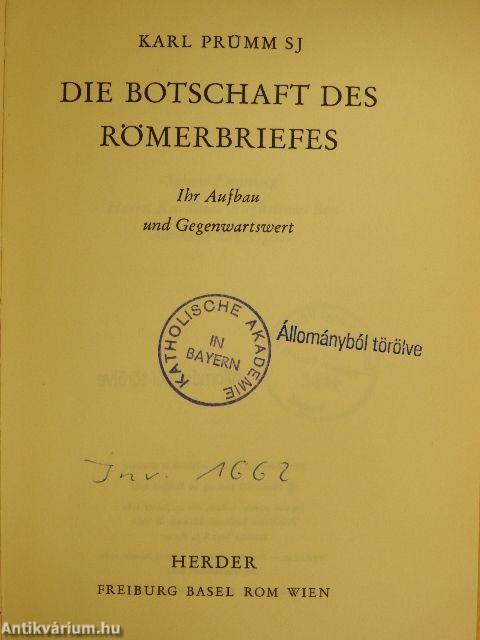 KARL PRÜMM SJ
DIE BOTSCHAFT DES
RÖMERBRIEFES
Ihr Aufbau
und Gegenwartswert
KATHOLISCHE AKADEMIE
IN
BAYERN
Állományból törölve
Inv. 1662
HERDER
FREIBURG BASEL ROM WIEN
Antikvárium.hu